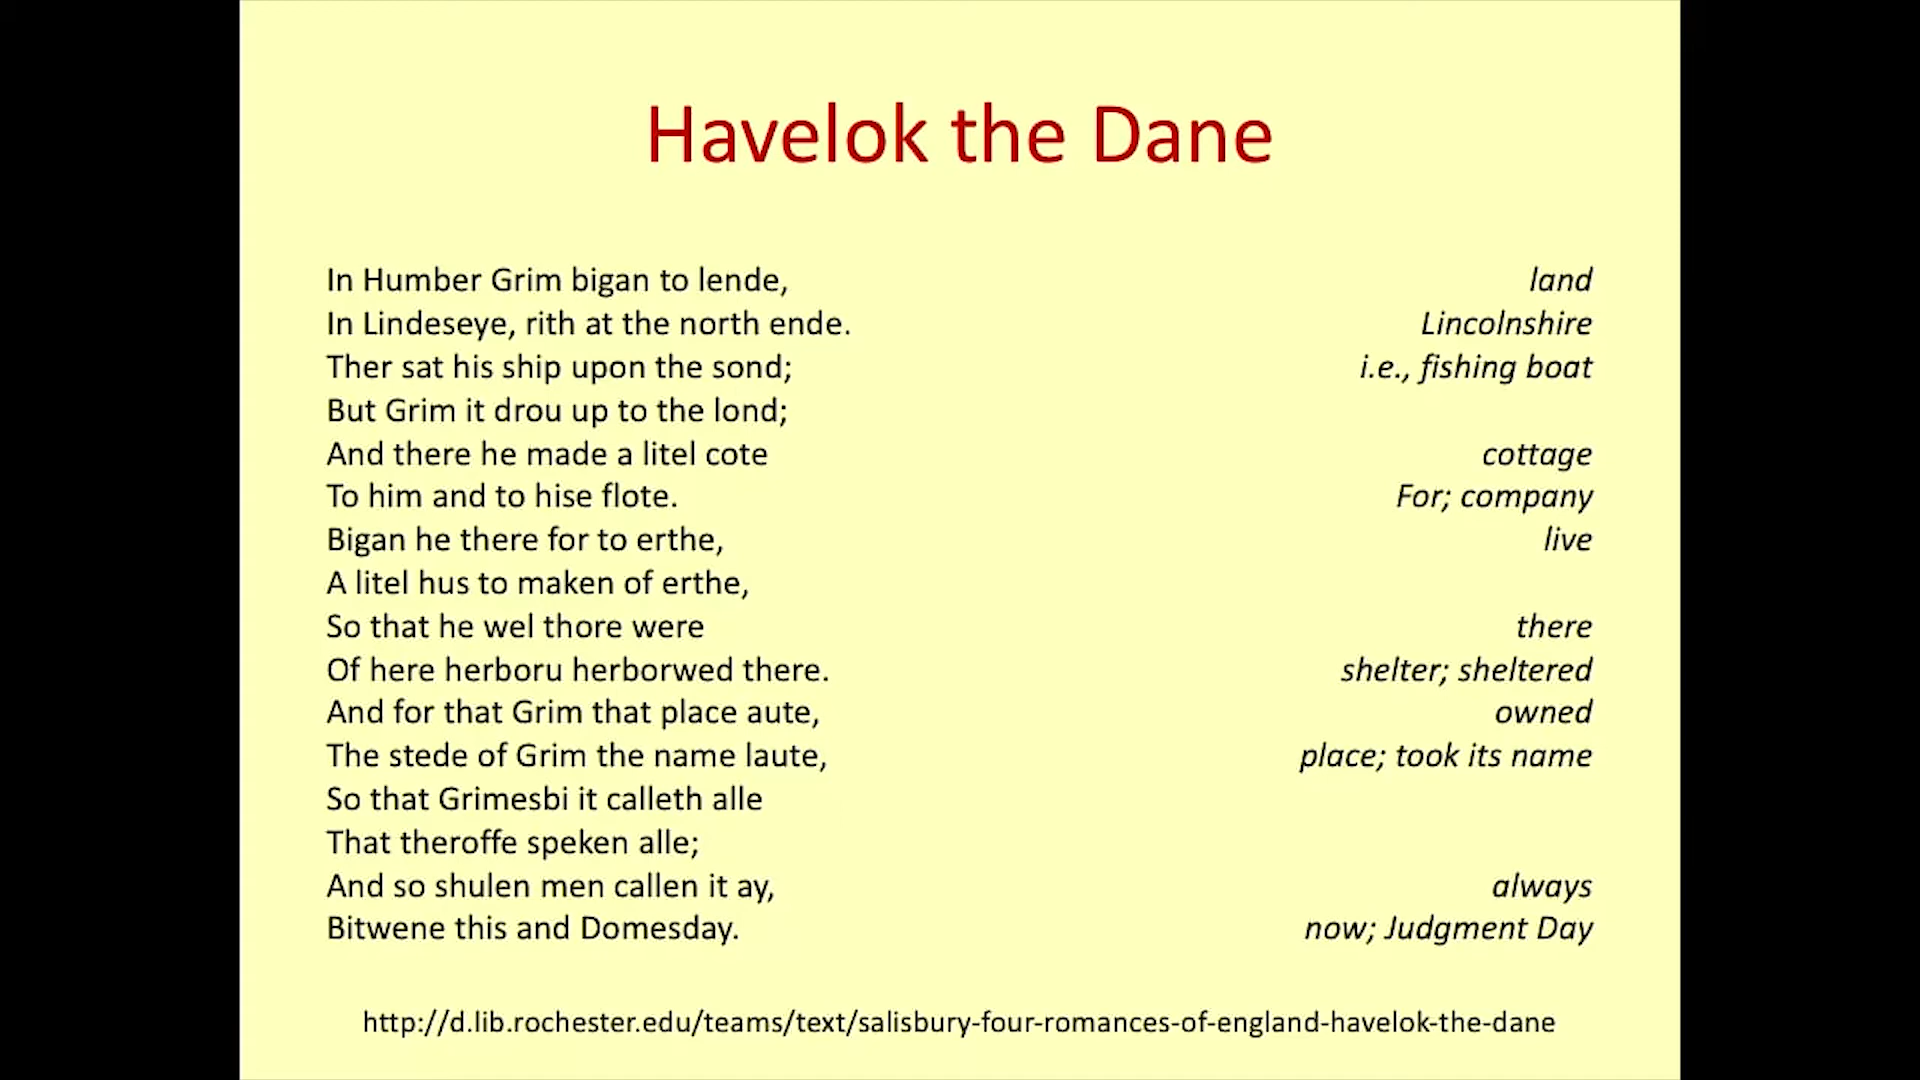 Havelok the Dane
In Humber Grim bigan to lende, land
In Lindeseye, rith at the north ende. Lincolnshire
Ther sat his ship upon the sond; i.e., fishing boat
But Grim it drou up to the lond;
And there he made a litel cote cottage
To him and to hise flote. For; company
Bigan he there for to erthe, live
A litel hus to maken of erthe,
So that he wel thore were there
Of here herboru herborwed there. shelter; sheltered
And for that Grim that place aute, owned
The stede of Grim the name laute, place; took its name
So that Grimesbi it calleth alle
That theroffe speken alle;
And so shulen men callen it ay, always
Bitwene this and Domesday. now; Judgment Day
http://d.lib.rochester.edu/teams/text/salisbury-four-romances-of-england-havelok-the-dane